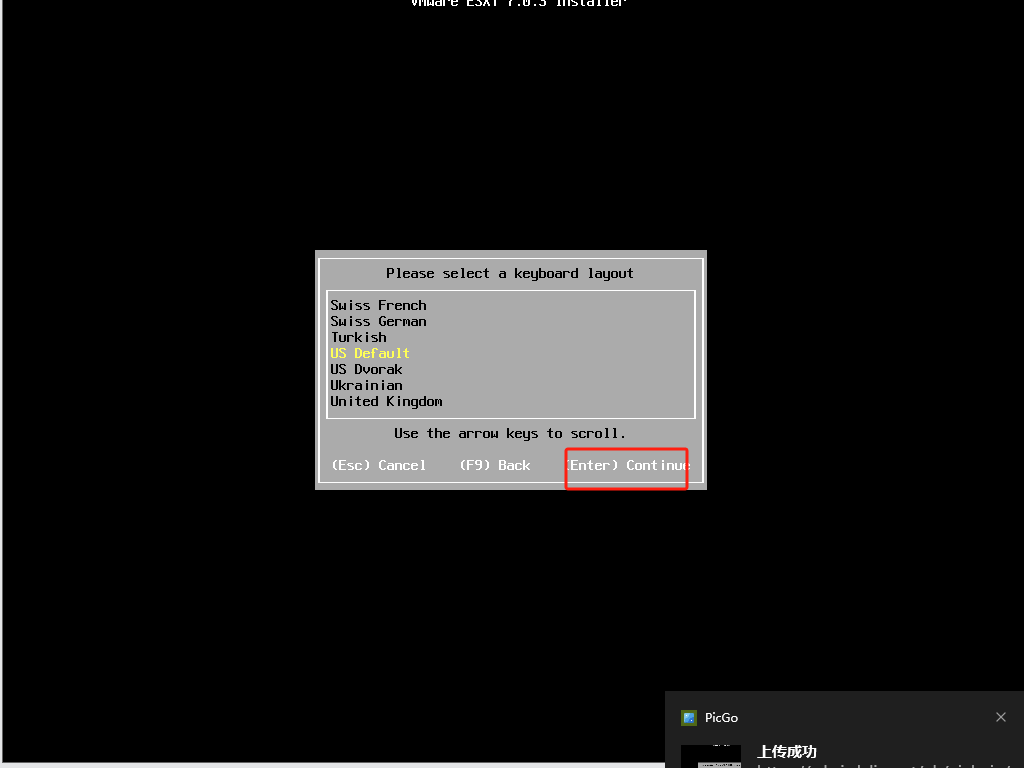 VMware ESXi 7.0.3 Installer
Please select a keyboard layout
Swiss French
Swiss German
Turkish
US Default
US Dvorak
Ukrainian
United Kingdom
Use the arrow keys to scroll.
(Esc) Cancel (F9) Back (Enter) Continue
PicGo
上传成功